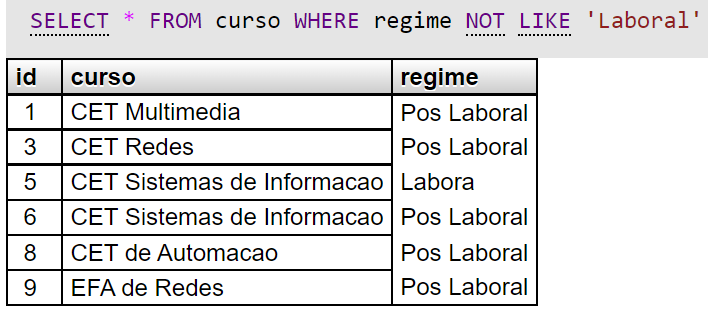 SELECT * FROM curso WHERE regime NOT LIKE 'Laboral'
id curso regime
1 CET Multimedia Pos Laboral
3 CET Redes Pos Laboral
5 CET Sistemas de Informacao Labora
6 CET Sistemas de Informacao Pos Laboral
8 CET de Automacao Pos Laboral
9 EFA de Redes Pos Laboral